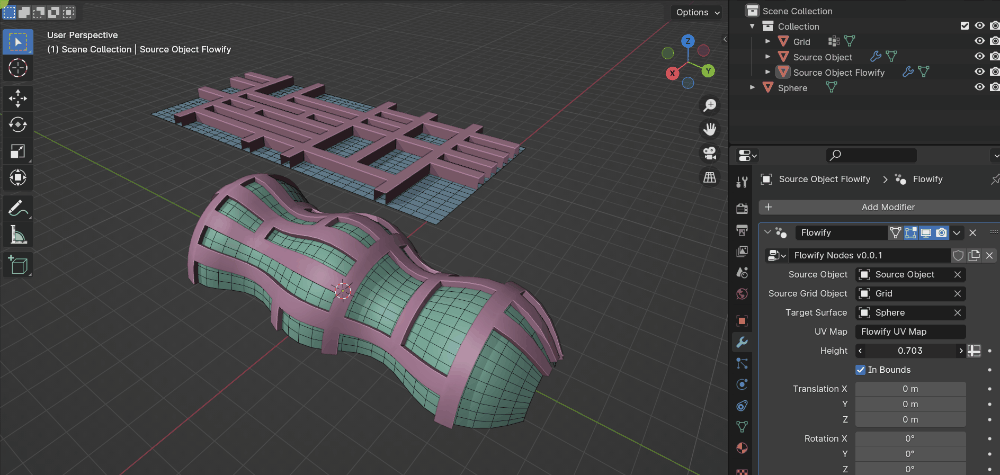 Options
User Perspective
(1) Scene Collection | Source Object Flowify
Z
X
Y
Scene Collection
Collection
Grid
Source Object
Source Object Flowify
Sphere
Source Object Flowify > Flowify
+ Add Modifier
Flowify
Flowify Nodes v0.0.1
Source Object Source Object
Source Grid Object Grid
Target Surface Sphere
UV Map Flowify UV Map
Height 0.703
In Bounds
Translation X 0 m
Y 0 m
Z 0 m
Rotation X 0°
Y 0°
Z 0°